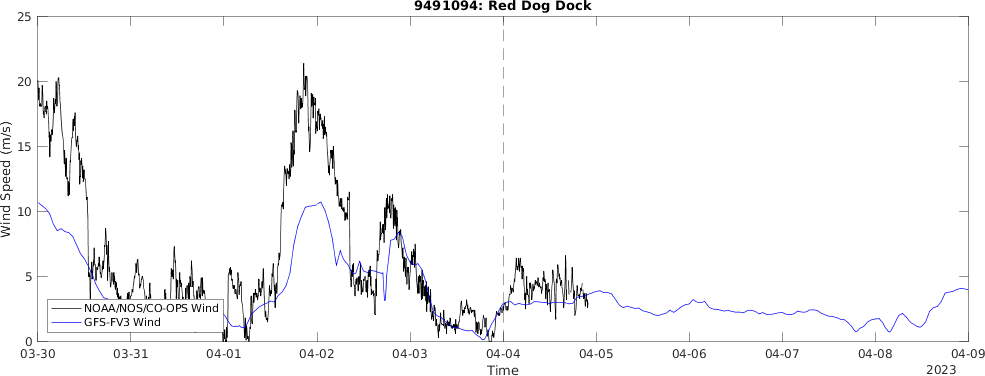 9491094: Red Dog Dock
25
20
15
10
5
0
Wind Speed (m/s)
NOAA/NOS/CO-OPS Wind
GFS-FV3 Wind
03-30 03-31 04-01 04-02 04-03 04-04 04-05 04-06 04-07 04-08 04-09
Time
2023